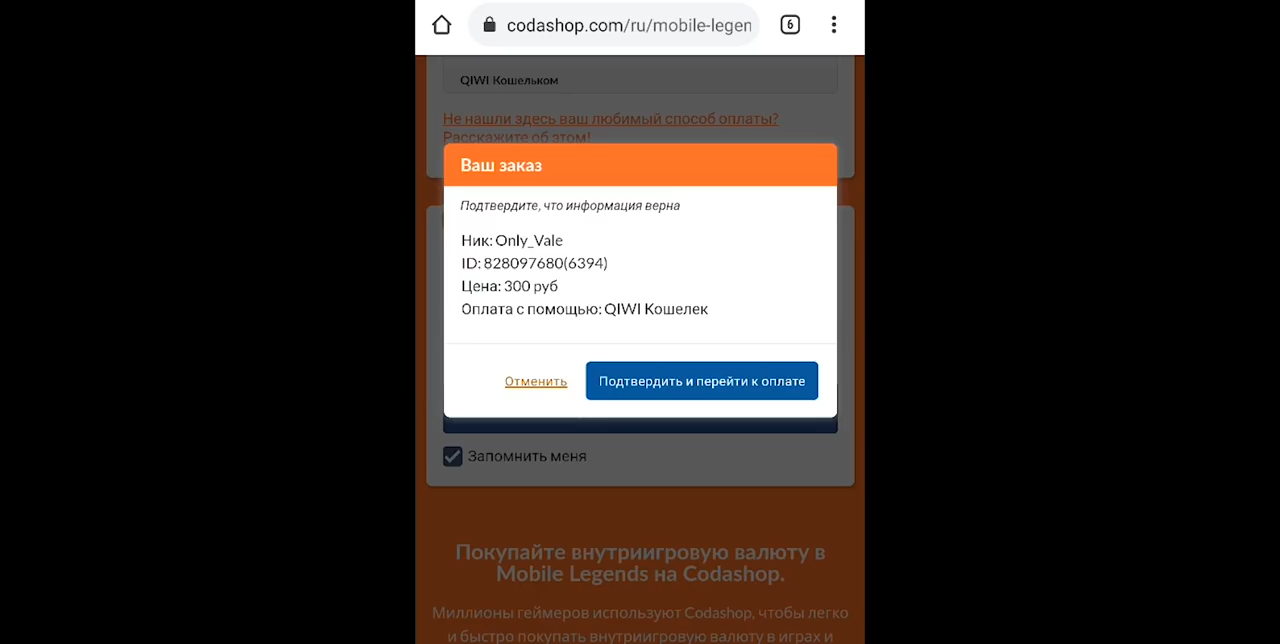 codashop.com/ru/mobile-legen
6
QIWI Кошельком
Не нашли здесь ваш любимый способ оплаты?
Расскажите об этом!
Ваш заказ
Подтвердите, что информация верна
Ник: Only_Vale
ID: 828097680(6394)
Цена: 300 руб
Оплата с помощью: QIWI Кошелек
Отменить
Подтвердить и перейти к оплате
Запомнить меня
Покупайте внутриигровую валюту в
Mobile Legends на Codashop.
Миллионы геймеров используют Codashop, чтобы легко
и быстро покупать внутриигровую валюту в играх и